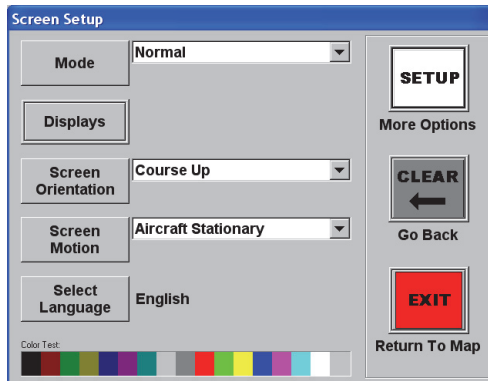 Screen Setup
Mode
Normal
Displays
Screen
Orientation
Course Up
Screen
Motion
Aircraft Stationary
Select
Language
English
Color Test:
SETUP
More Options
CLEAR
Go Back
EXIT
Return To Map